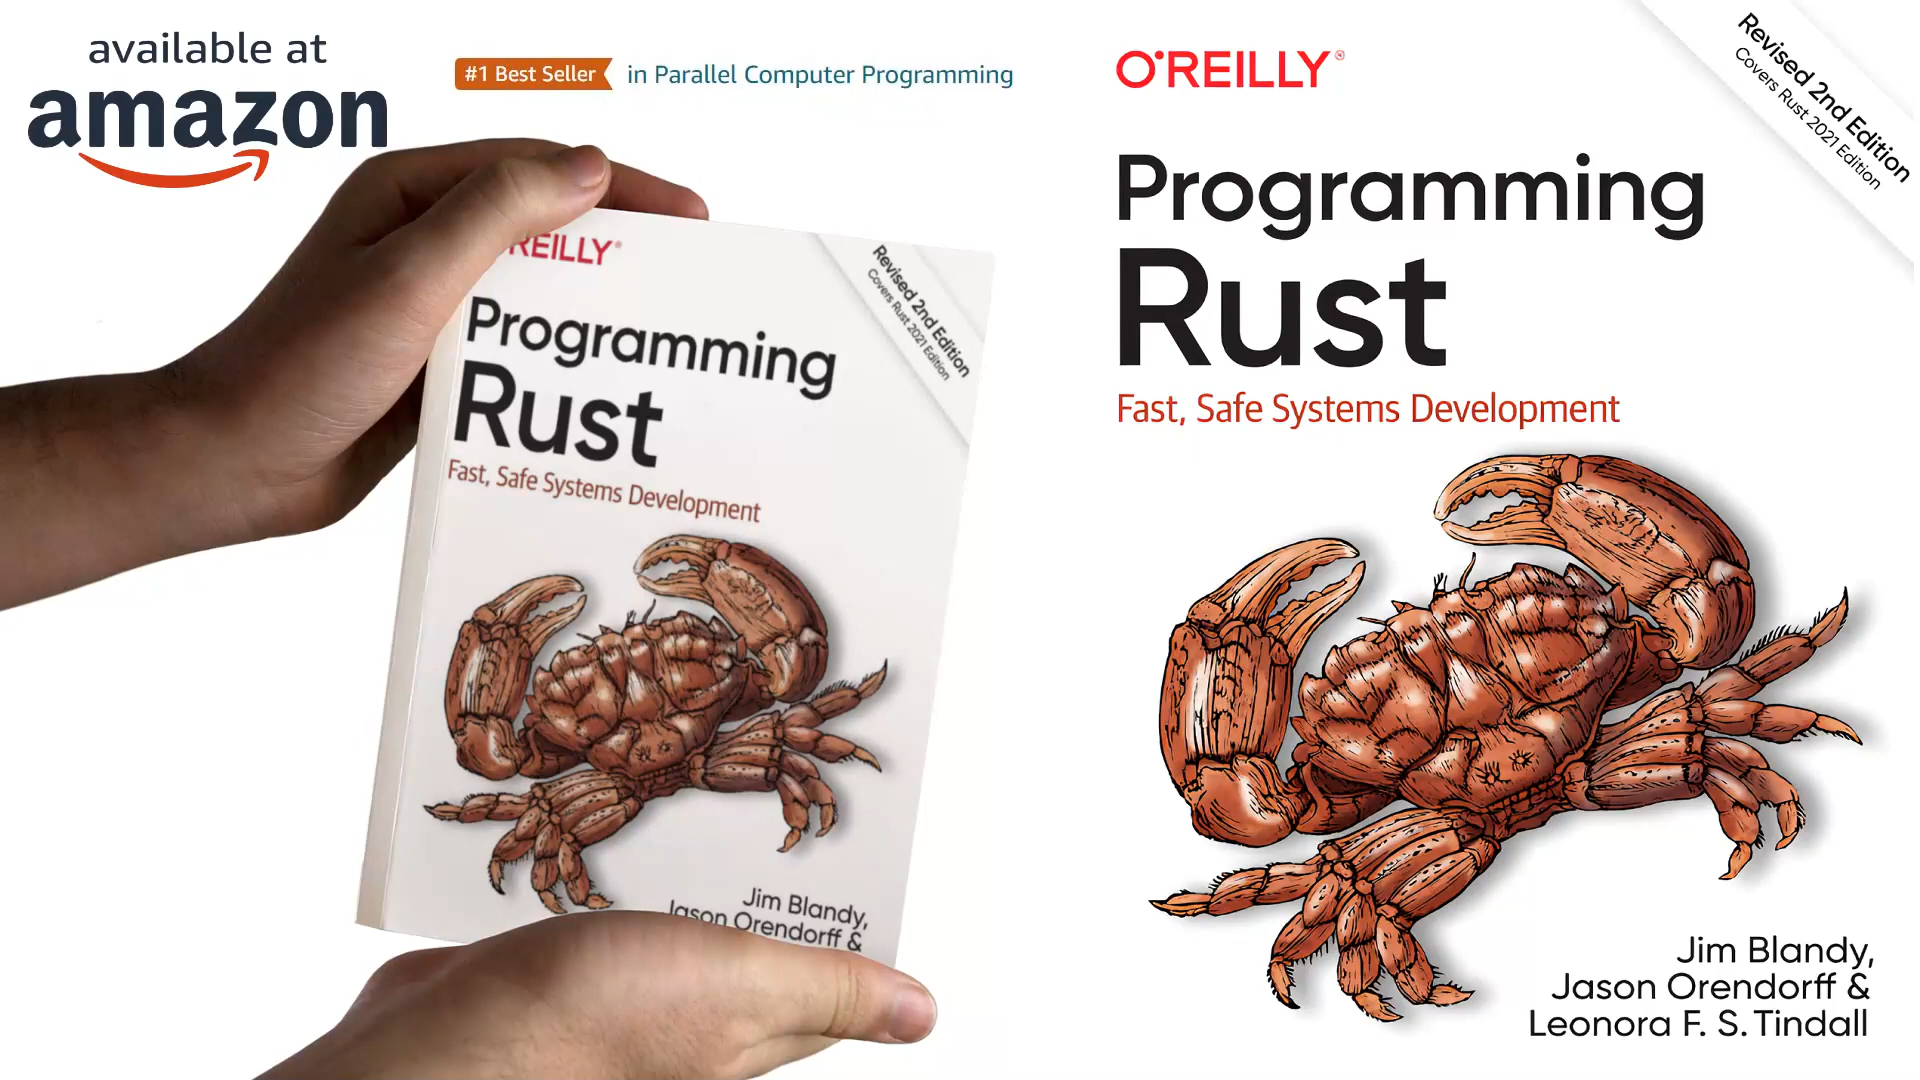 available at
amazon
#1 Best Seller in Parallel Computer Programming
REILLY®
Revised 2nd Edition
Covers Rust 2021 Edition
Programming
Rust
Fast, Safe Systems Development
Jim Blandy,
Jason Orendorff &
O'REILLY®
Revised 2nd Edition
Covers Rust 2021 Edition
Programming
Rust
Fast, Safe Systems Development
Jim Blandy,
Jason Orendorff &
Leonora F. S. Tindall